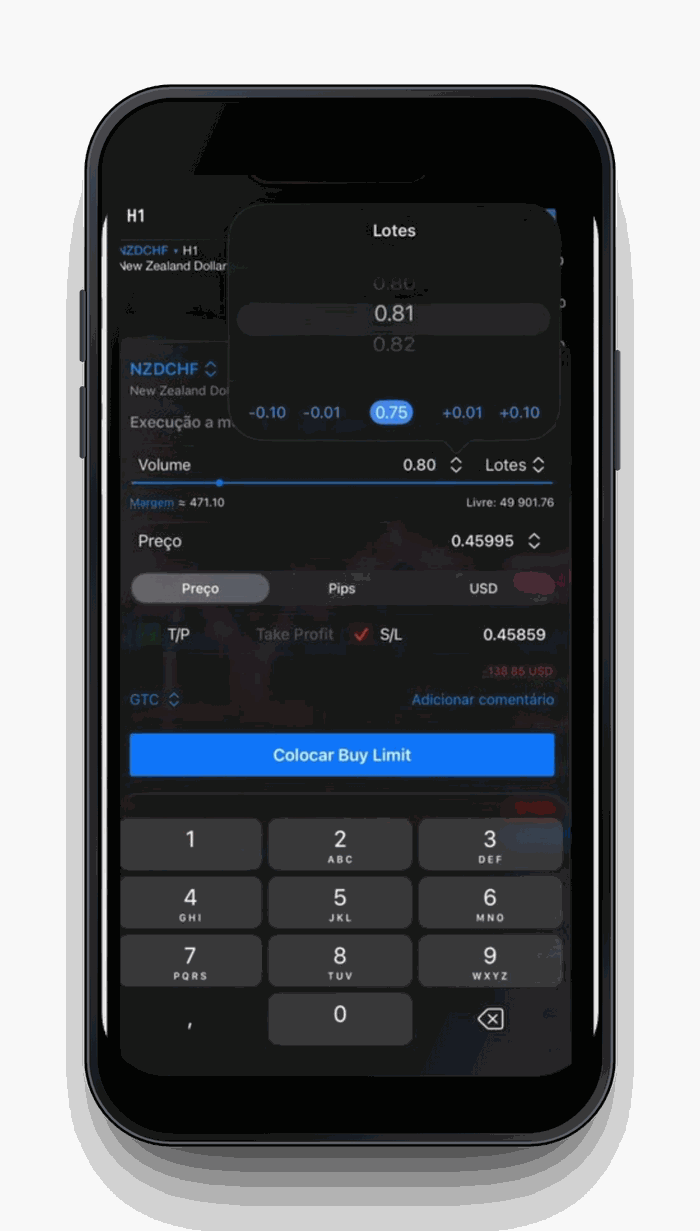 H1
Lotes
NZDCHF • H1
New Zealand Dollar
0.80
0.81
0.82
NZDCHF
New Zealand
-0.10 -0.01 0.75 +0.01 +0.10
Execução a
Volume 0.80 Lotes
Margem ≈ 471.10 Livre: 49 901.76
Preço 0.45995
Preço Pips USD
T/P Take Profit S/L 0.45859
-138.65 USD
GTC Adicionar comentário
Colocar Buy Limit
1 2 3
ABC DEF
4 5 6
GHI JKL MNO
7 8 9
PQRS TUV WXYZ
, 0